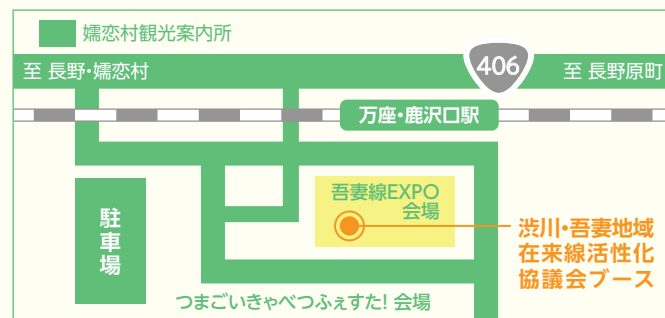 嬬恋村観光案内所
至 長野・嬬恋村
406
至 長野原町
万座・鹿沢口駅
駐車場
吾妻線EXPO
会場
渋川・吾妻地域
在来線活性化
協議会ブース
つまごいきゃべつふぇすた! 会場